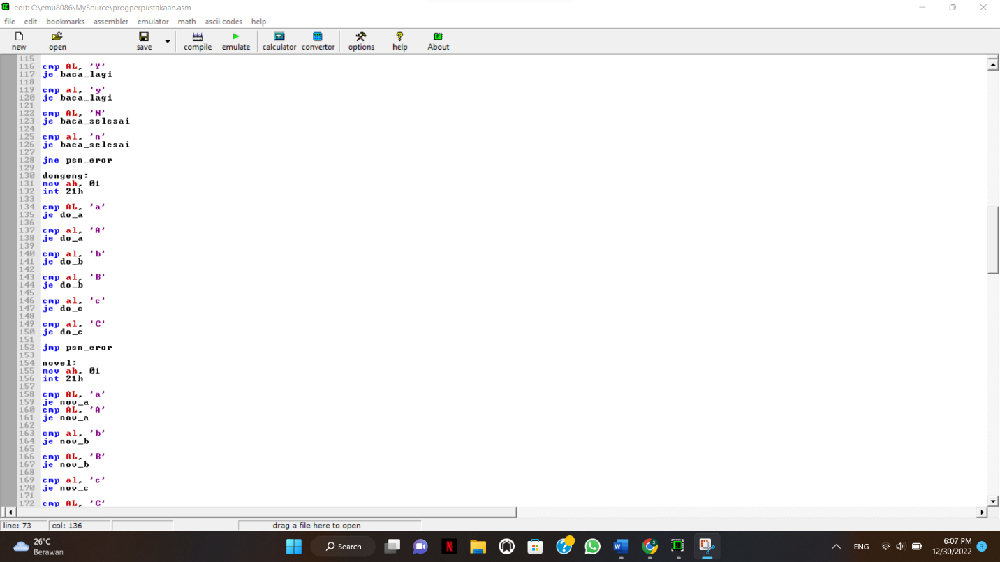 edit: C:\emu8086\MySource\progperpustakaan.asm
file edit bookmarks assembler emulator math ascii codes help
new open save compile emulate calculator convertor options help About
115
116 cmp AL, 'Y'
117 je baca_lagi
118
119 cmp al, 'y'
120 je baca_lagi
121
122 cmp AL, 'N'
123 je baca_selesai
124
125 cmp al, 'n'
126 je baca_selesai
127
128 jne psn_eror
129
130 dongeng:
131 mov ah, 01
132 int 21h
133
134 cmp AL, 'a'
135 je do_a
136
137 cmp al, 'A'
138 je do_a
139
140 cmp al, 'b'
141 je do_b
142
143 cmp al, 'B'
144 je do_b
145
146 cmp al, 'c'
147 je do_c
148
149 cmp al, 'C'
150 je do_c
151
152 jmp psn_eror
153
154 novel:
155 mov ah, 01
156 int 21h
157
158 cmp AL, 'a'
159 je nov_a
160 cmp AL, 'A'
161 je nov_a
162
163 cmp al, 'b'
164 je nov_b
165
166 cmp AL, 'B'
167 je nov_b
168
169 cmp al, 'c'
170 je nov_c
171
172 cmp AL, 'C'
line: 73 col: 136 drag a file here to open
26°C
Berawan
Search
ENG
6:07 PM
12/30/2022
3